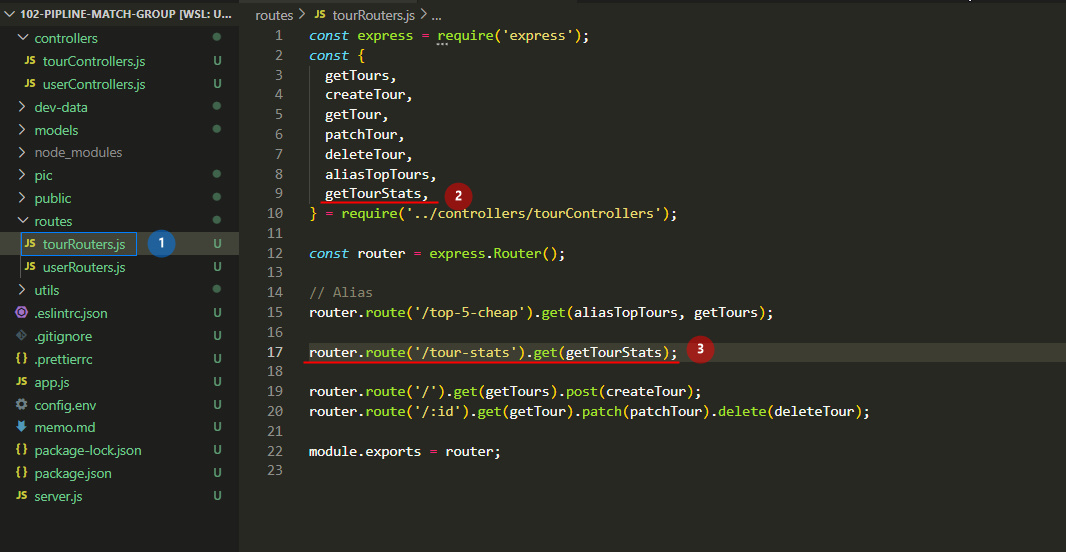 102-PIPLINE-MATCH-GROUP [WSL: U...
controllers
JS tourControllers.js U
JS userControllers.js U
dev-data
models
node_modules
pic
public
routes
JS tourRouters.js 1 U
JS userRouters.js U
utils
.eslintrc.json U
.gitignore U
{} .prettierrc U
JS app.js U
config.env U
memo.md U
{} package-lock.json U
{} package.json U
JS server.js U
routes > JS tourRouters.js > ...
1 const express = require('express');
2 const {
3 getTours,
4 createTour,
5 getTour,
6 patchTour,
7 deleteTour,
8 aliasTopTours,
9 getTourStats, 2
10 } = require('../controllers/tourControllers');
11
12 const router = express.Router();
13
14 // Alias
15 router.route('/top-5-cheap').get(aliasTopTours, getTours);
16
17 router.route('/tour-stats').get(getTourStats); 3
18
19 router.route('/').get(getTours).post(createTour);
20 router.route('/:id').get(getTour).patch(patchTour).delete(deleteTour);
21
22 module.exports = router;
23